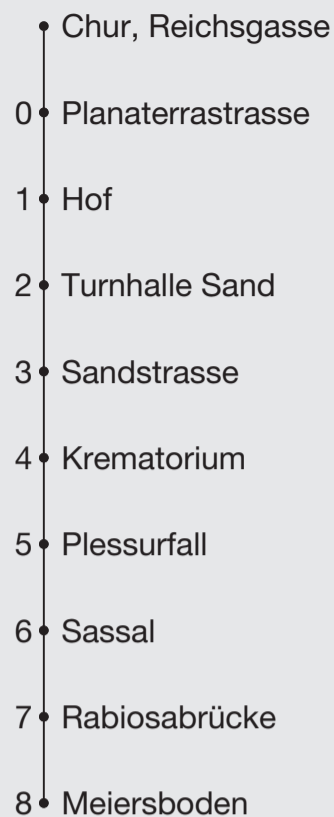 Chur, Reichsgasse
0 Planaterrastrasse
1 Hof
2 Turnhalle Sand
3 Sandstrasse
4 Krematorium
5 Plessurfall
6 Sassal
7 Rabiosabrücke
8 Meiersboden